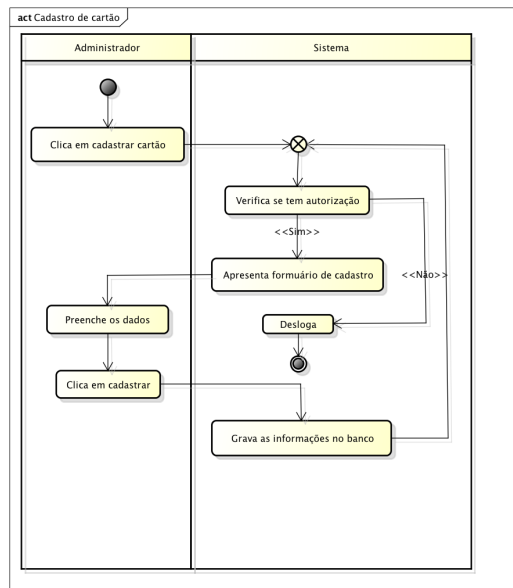 act Cadastro de cartão
Administrador
Sistema
Clica em cadastrar cartão
Verifica se tem autorização
<<Sim>>
Apresenta formuário de cadastro
<<Não>>
Preenche os dados
Desloga
Clica em cadastrar
Grava as informações no banco